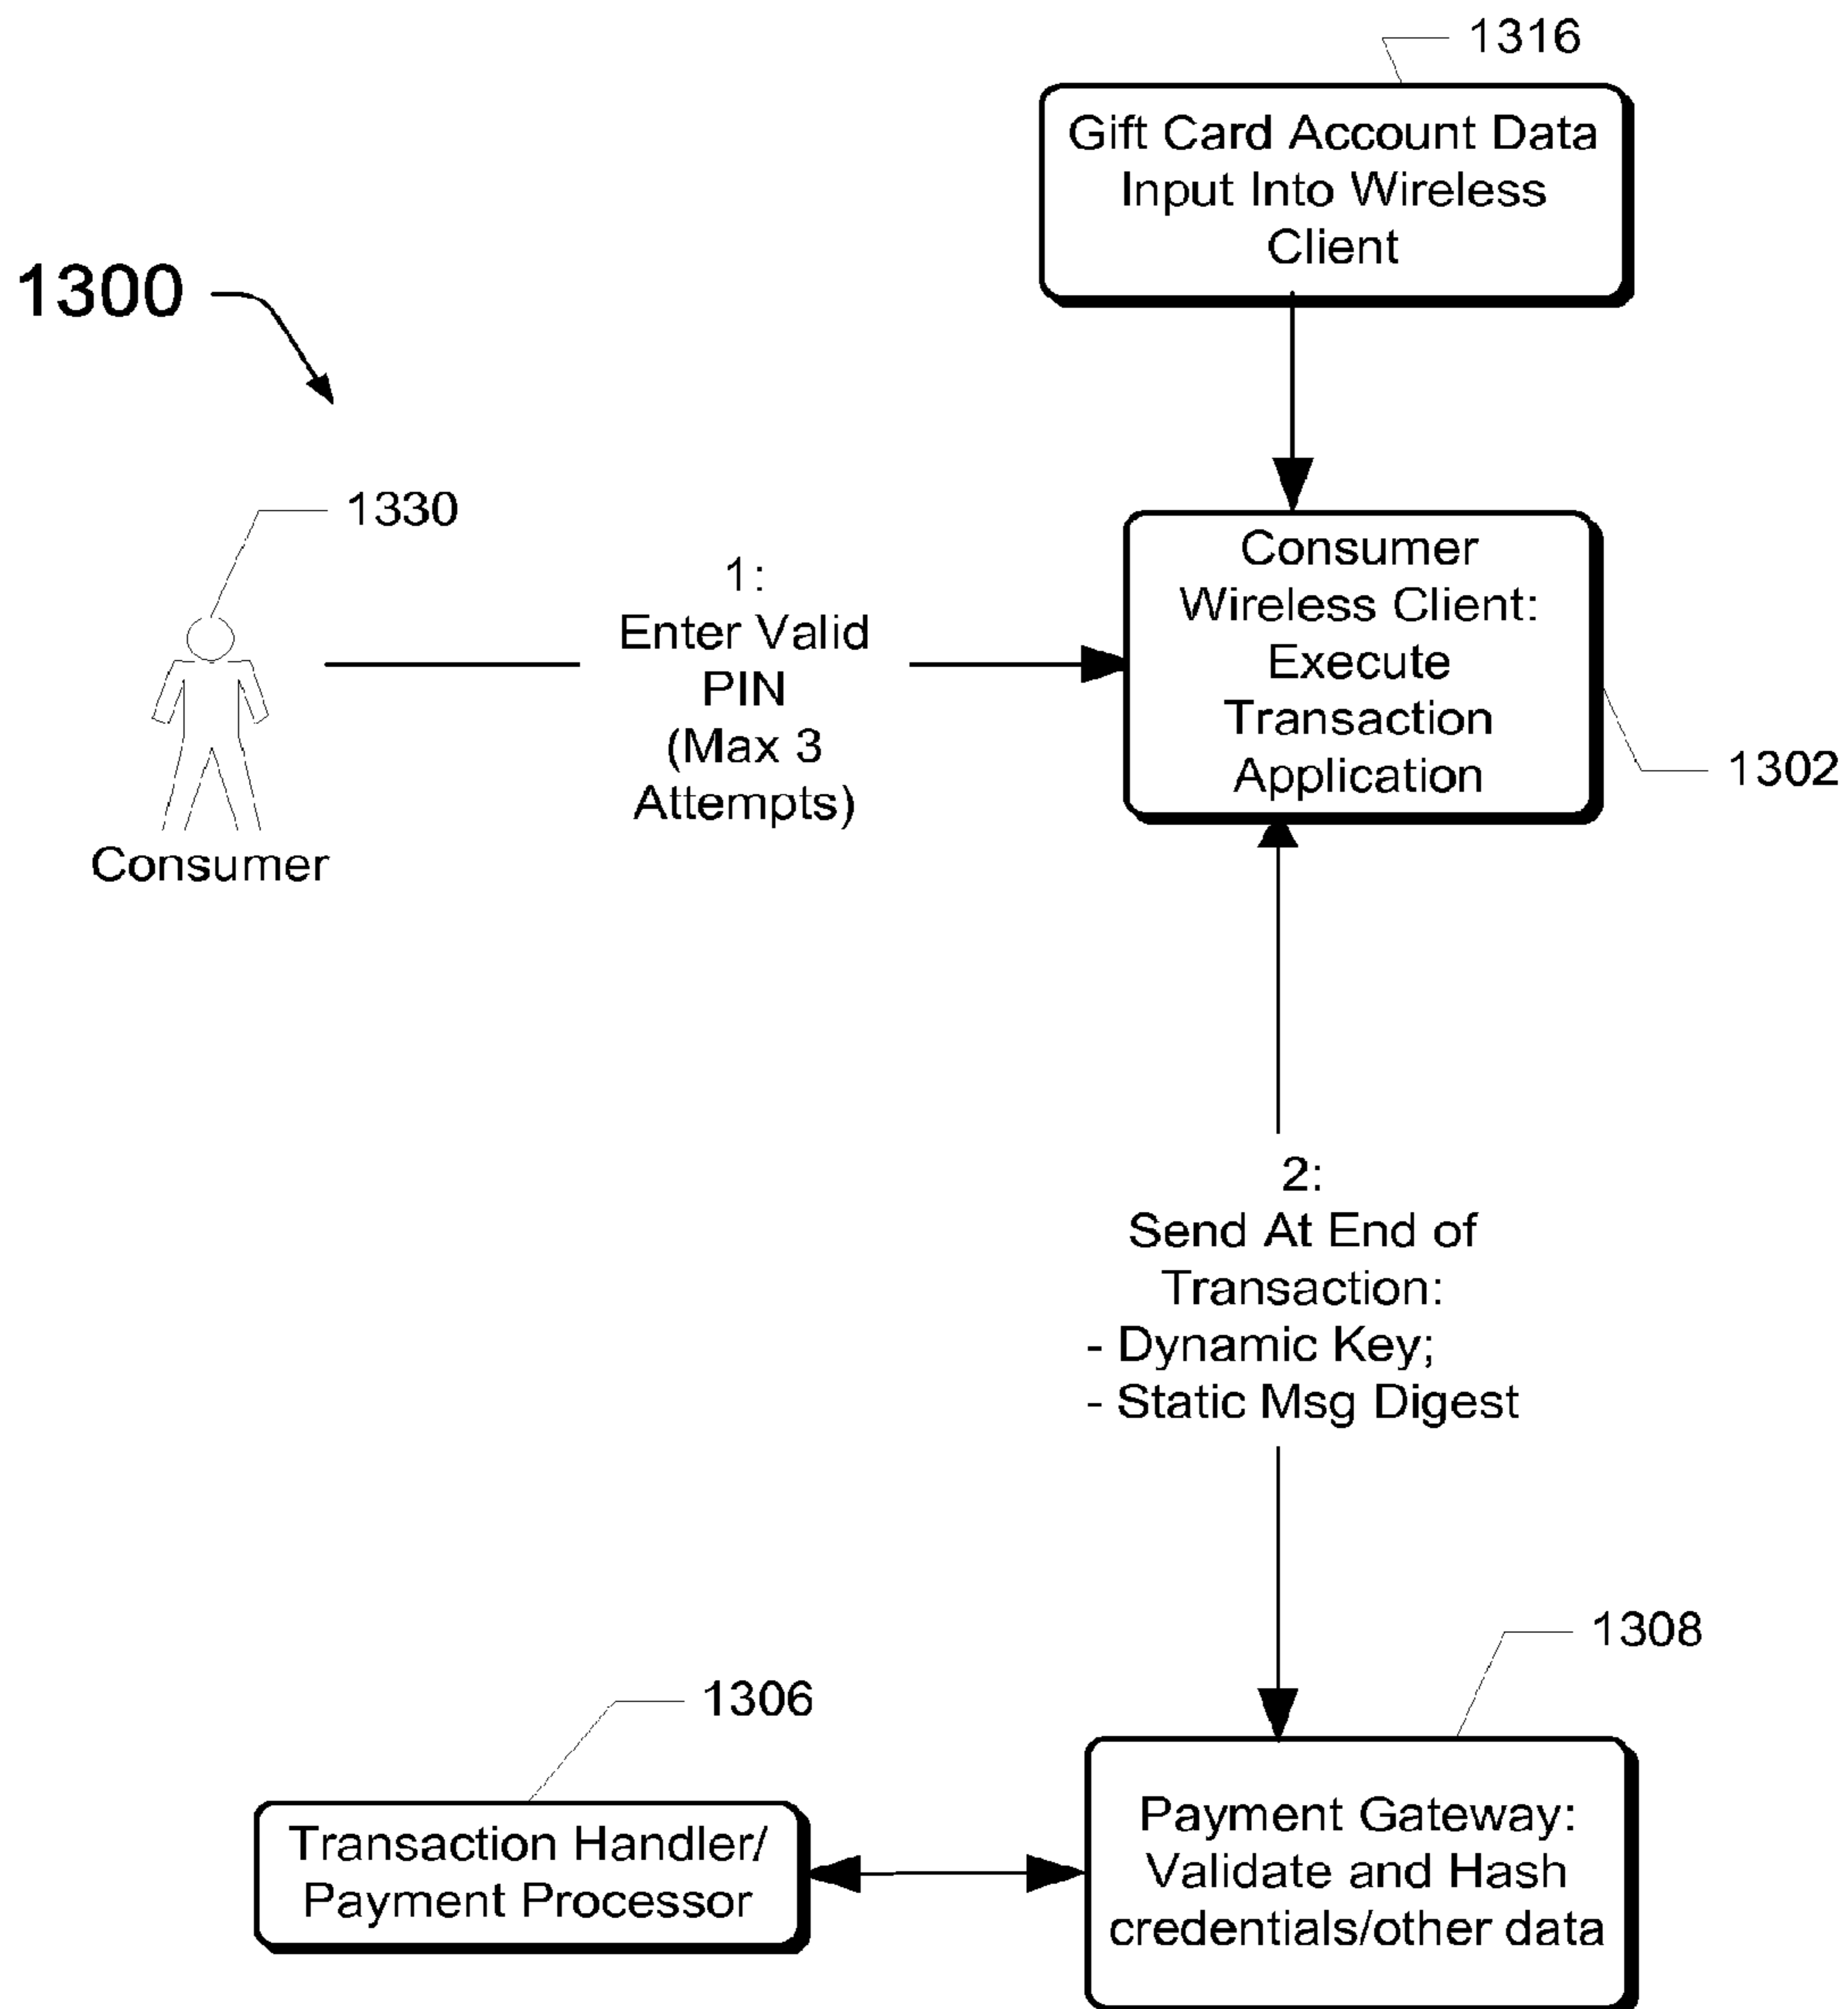 1316
Gift Card Account Data
Input Into Wireless
Client
1300
1330
1:
Enter Valid
PIN
(Max 3
Attempts)
Consumer
Consumer
Wireless Client:
Execute
Transaction
Application
1302
2:
Send At End of
Transaction:
- Dynamic Key;
- Static Msg Digest
1308
1306
Transaction Handler/
Payment Processor
Payment Gateway:
Validate and Hash
credentials/other data